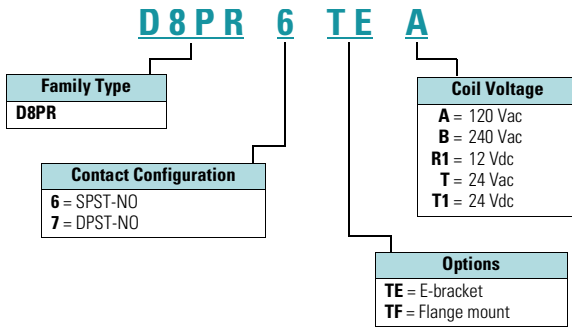 D8PR 6 TE A
Family Type
D8PR
Contact Configuration
6 = SPST-NO
7 = DPST-NO
Coil Voltage
A = 120 Vac
B = 240 Vac
R1 = 12 Vdc
T = 24 Vac
T1 = 24 Vdc
Options
TE = E-bracket
TF = Flange mount